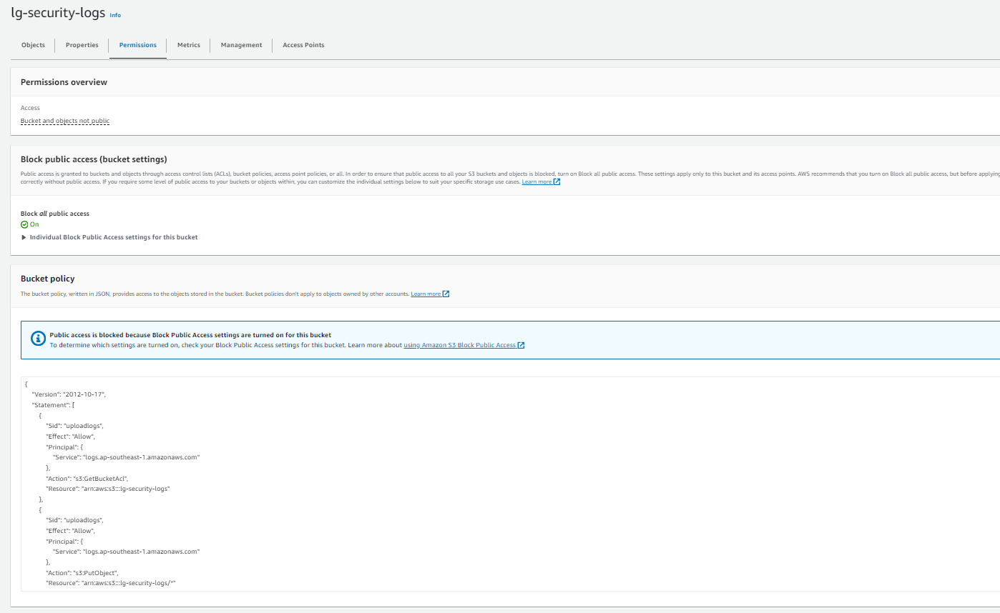 lg-security-logs Info
Objects Properties Permissions Metrics Management Access Points
Permissions overview
Access
Bucket and objects not public
Block public access (bucket settings)
Public access is granted to buckets and objects through access control lists (ACLs), bucket policies, access point policies, or all. In order to ensure that public access to all your S3 buckets and objects is blocked, turn on Block all public access. These settings apply only to this bucket and its access points. AWS recommends that you turn on Block all public access, but before applying
correctly without public access. If you require some level of public access to your buckets or objects within, you can customize the individual settings below to suit your specific storage use cases. Learn more
Block all public access
On
Individual Block Public Access settings for this bucket
Bucket policy
The bucket policy, written in JSON, provides access to the objects stored in the bucket. Bucket policies don't apply to objects owned by other accounts. Learn more
Public access is blocked because Block Public Access settings are turned on for this bucket
To determine which settings are turned on, check your Block Public Access settings for this bucket. Learn more about using Amazon S3 Block Public Access
{
"Version": "2012-10-17",
"Statement": [
{
"Sid": "uploadlogs",
"Effect": "Allow",
"Principal": {
"Service": "logs.ap-southeast-1.amazonaws.com"
},
"Action": "s3:GetBucketAcl",
"Resource": "arn:aws:s3:::lg-security-logs"
},
{
"Sid": "uploadlogs",
"Effect": "Allow",
"Principal": {
"Service": "logs.ap-southeast-1.amazonaws.com"
},
"Action": "s3:PutObject",
"Resource": "arn:aws:s3:::lg-security-logs/*"